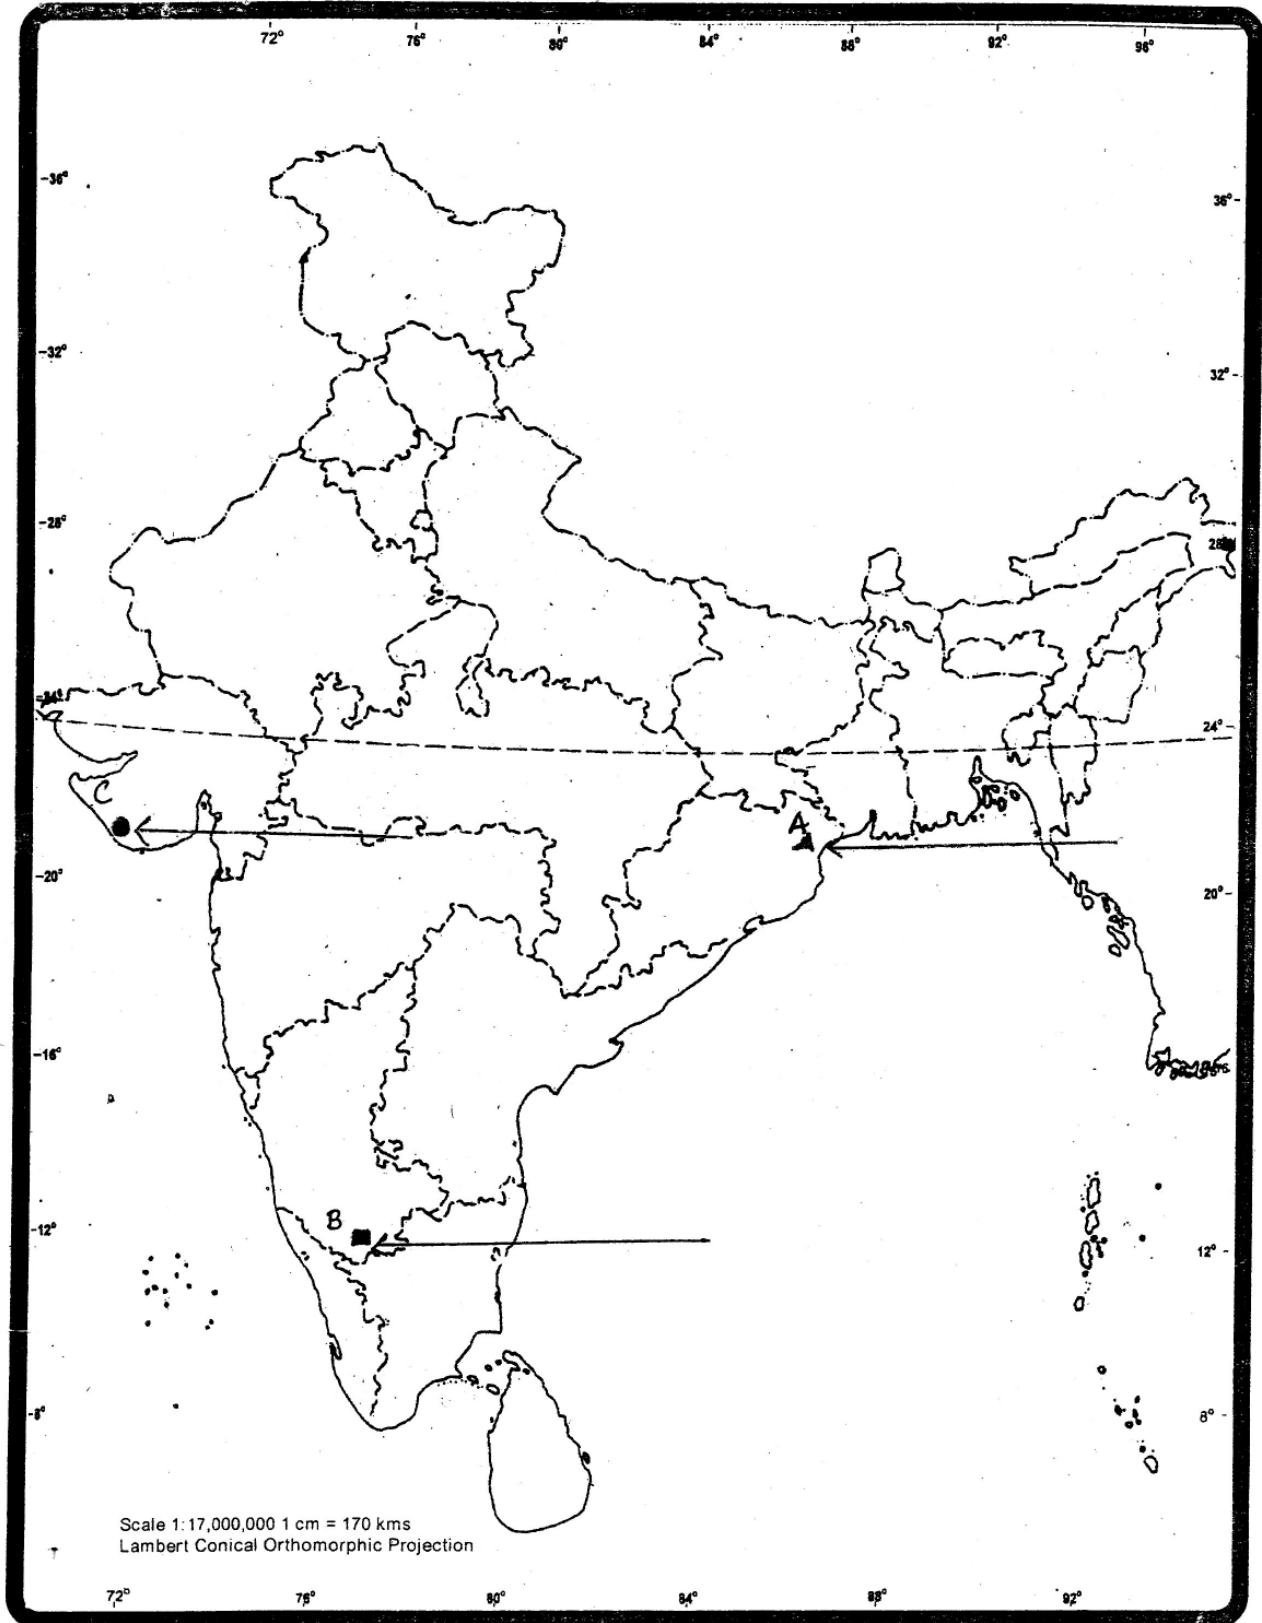 72° 76° 80° 84° 88° 92° 96°
36° 36°
32° 32°
28° 28
24° 24°
C
A
20° 20°
16°
B
12° 12°
8° 8°
Scale 1:17,000,000 1 cm = 170 kms
Lambert Conical Orthomorphic Projection
72° 76° 80° 84° 88° 92°